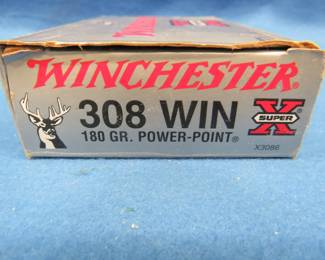 WINCHESTER®
308 WIN
180 GR. POWER-POINT®
X
SUPER
X3086